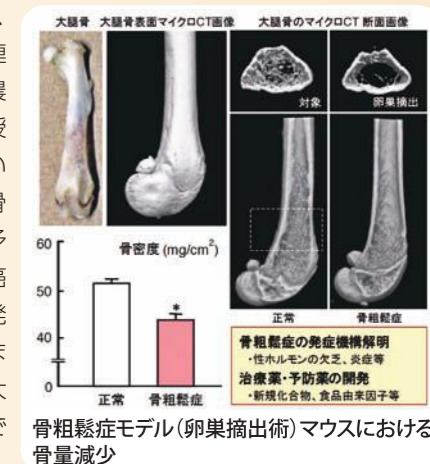 大腿骨 大腿骨表面マイクロCT画像 大腿骨のマイクロCT 断面画像
対象 卵巣摘出
正常 骨粗鬆症
骨密度 (mg/cm²)
60
50
40
0
*
正常 骨粗鬆症
骨粗鬆症の発症機構解明
・性ホルモンの欠乏、炎症等
治療薬・予防薬の開発
・新規化合物、食品由来因子等
骨粗鬆症モデル(卵巣摘出術)マウスにおける
骨量減少